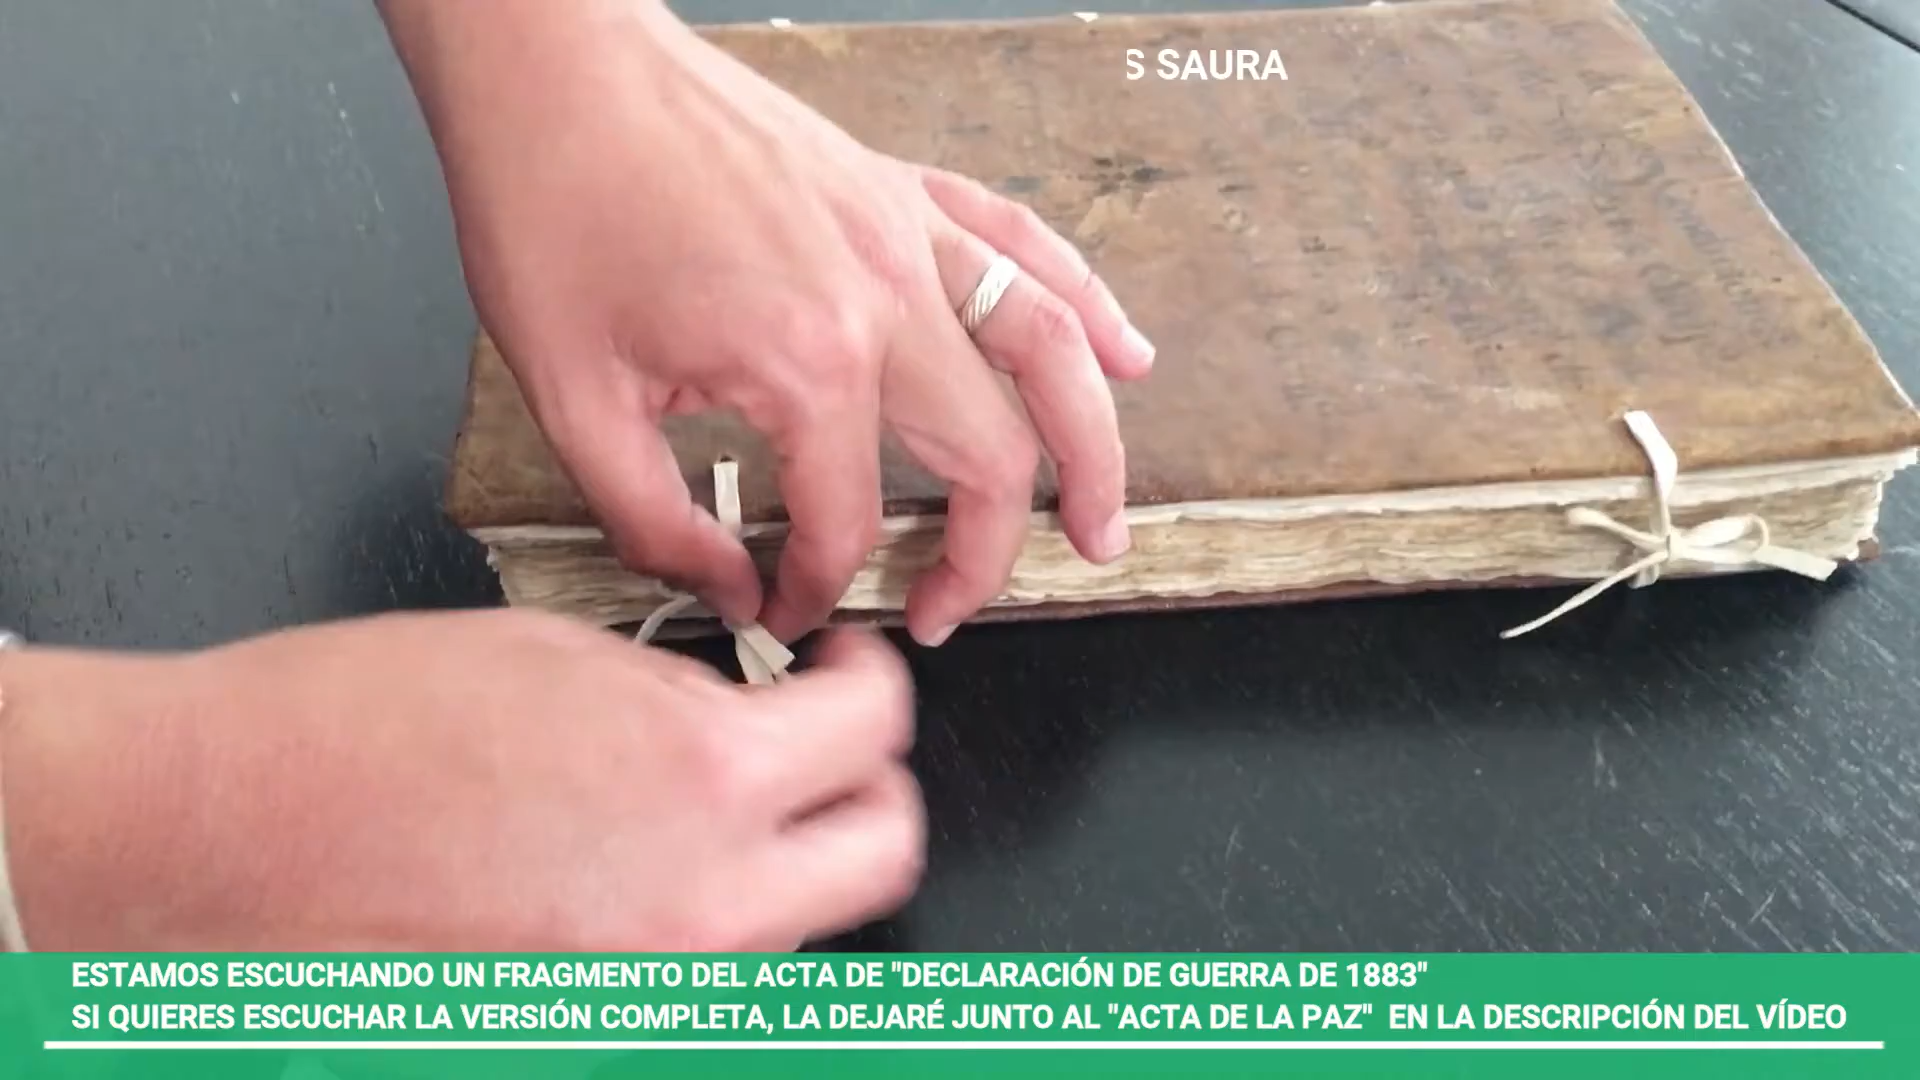 S SAURA
ESTAMOS ESCUCHANDO UN FRAGMENTO DEL ACTA DE "DECLARACIÓN DE GUERRA DE 1883"
SI QUIERES ESCUCHAR LA VERSIÓN COMPLETA, LA DEJARÉ JUNTO AL "ACTA DE LA PAZ" EN LA DESCRIPCIÓN DEL VÍDEO